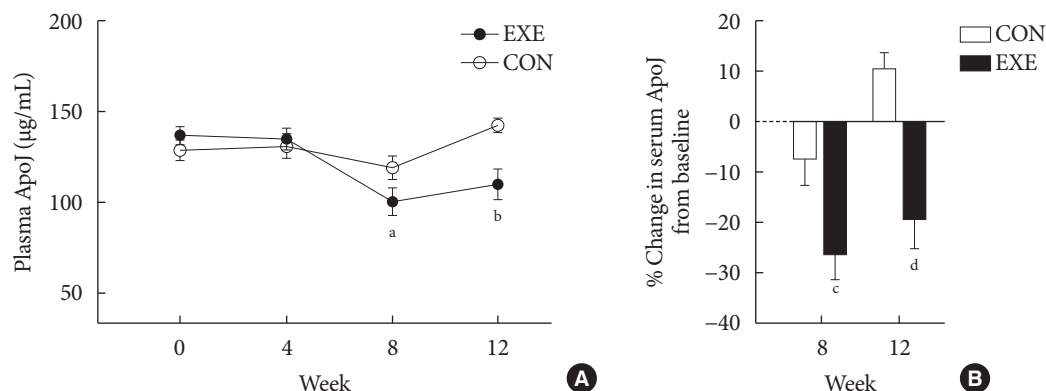 200
150
100
50
Plasma ApoJ (μg/mL)
EXE
CON
a
b
0 4 8 12
Week
A
20
10
0
−10
−20
−30
−40
% Change in serum ApoJ
from baseline
CON
EXE
c
d
8 12
Week
B